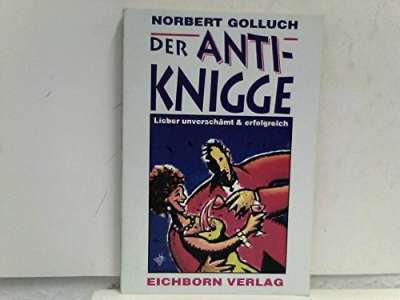 NORBERT GOLLUCH
DER ANTI-
KNIGGE
Lieber unverschämt & erfolgreich
EICHBORN VERLAG